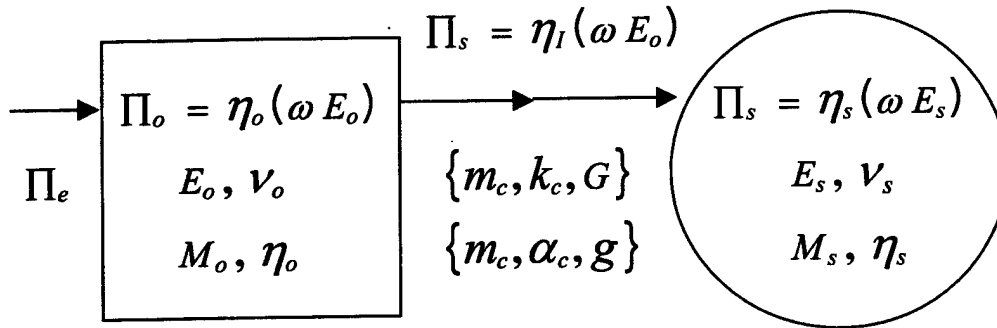 Π_s = η_I(ω E_o)
Π_e
Π_o = η_o(ω E_o)
E_o, ν_o
M_o, η_o
{m_c, k_c, G}
{m_c, α_c, g}
Π_s = η_s(ω E_s)
E_s, ν_s
M_s, η_s